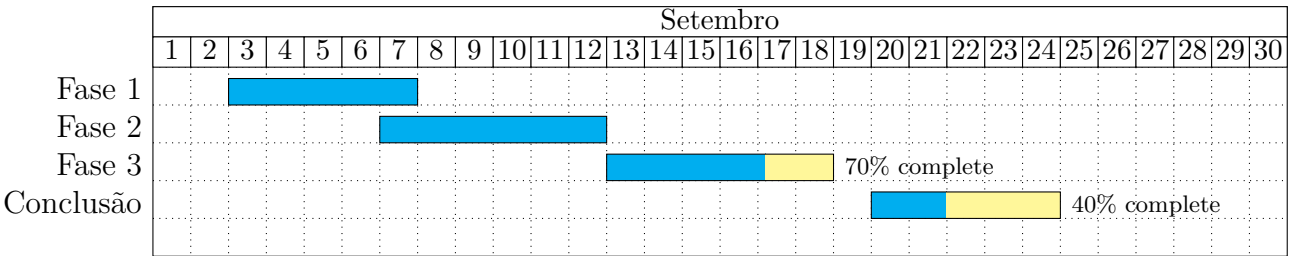 Setembro
1 2 3 4 5 6 7 8 9 10 11 12 13 14 15 16 17 18 19 20 21 22 23 24 25 26 27 28 29 30
Fase 1
Fase 2
Fase 3 70% complete
Conclusão 40% complete